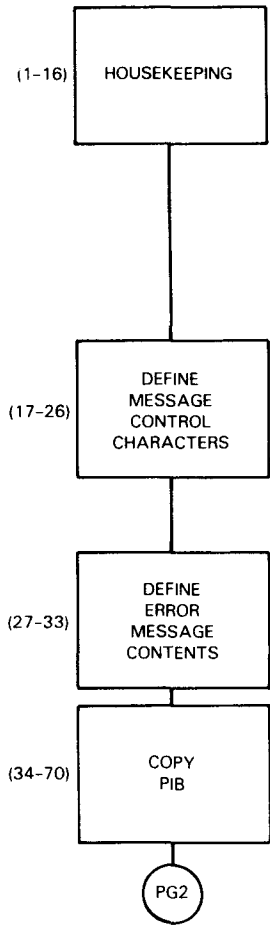 (1-16)
HOUSEKEEPING
(17-26)
DEFINE
MESSAGE
CONTROL
CHARACTERS
(27-33)
DEFINE
ERROR
MESSAGE
CONTENTS
(34-70)
COPY
PIB
PG2